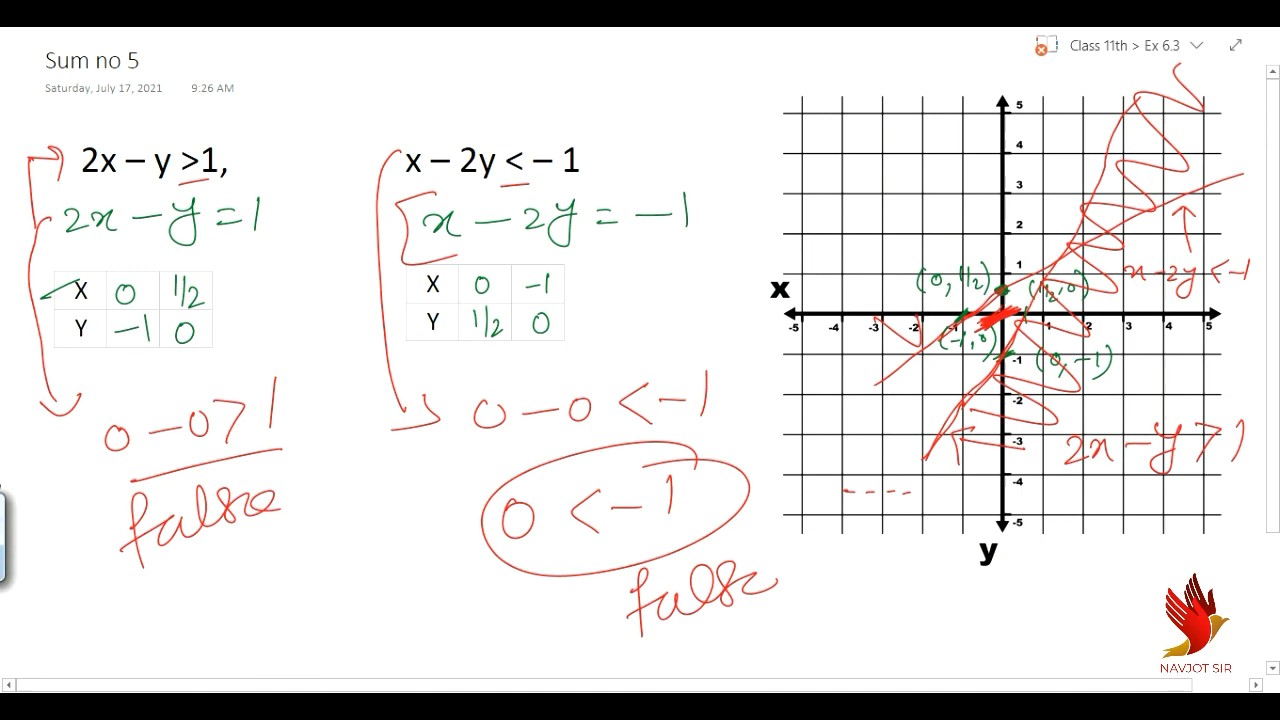 Sum no 5
Saturday, July 17, 2021 9:26 AM
Class 11th > Ex 6.3
2x – y >1,
2x – y = 1
X 0 1/2
Y –1 0
0 – 0 > 1
false
x – 2y < – 1
x – 2y = – 1
X 0 -1
Y 1/2 0
0 – 0 < – 1
0 < – 1
false
5
4
3
2
1
(0, 1/2) (1/2, 0)
x – 2y < – 1
x
-5 -4 -3 -2 -1 1 2 3 4 5
(-1, 0) (0, –1)
-1
-2
-3
2x – y > 1
-4
-5
y
NAVJOT SIR